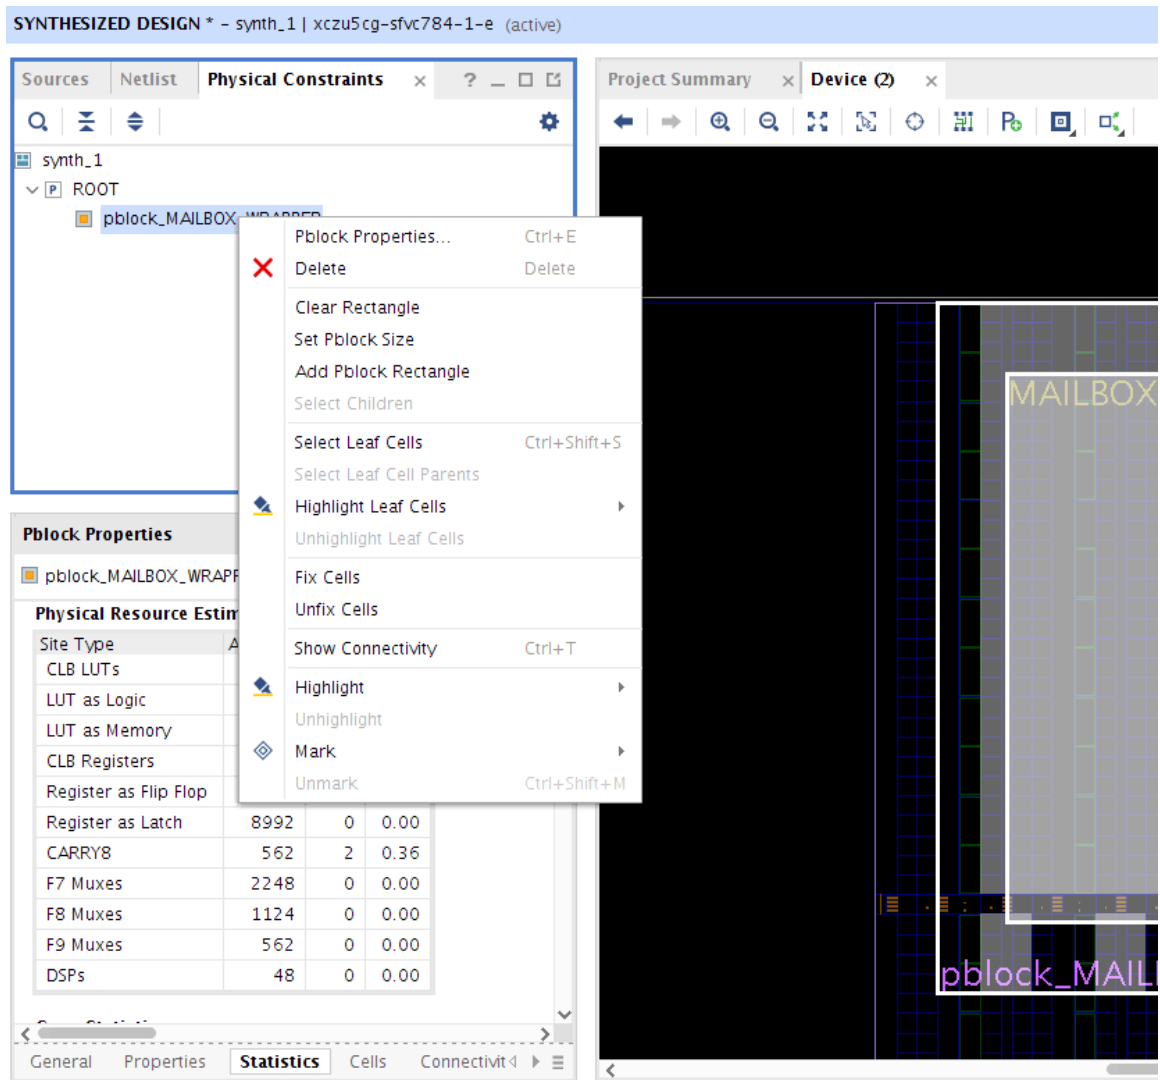 SYNTHESIZED DESIGN * - synth_1 | xczu5cg-sfvc784-1-e (active)
Sources Netlist Physical Constraints
synth_1
ROOT
pblock_MAILBOX_WRAPPER
Pblock Properties... Ctrl+E
Delete Delete
Clear Rectangle
Set Pblock Size
Add Pblock Rectangle
Select Children
Select Leaf Cells Ctrl+Shift+S
Select Leaf Cell Parents
Highlight Leaf Cells
Unhighlight Leaf Cells
Fix Cells
Unfix Cells
Show Connectivity Ctrl+T
Highlight
Unhighlight
Mark
Unmark Ctrl+Shift+M
Pblock Properties
pblock_MAILBOX_WRAPP
Physical Resource Estim
Site Type A
CLB LUTs
LUT as Logic
LUT as Memory
CLB Registers
Register as Flip Flop
Register as Latch 8992 0 0.00
CARRY8 562 2 0.36
F7 Muxes 2248 0 0.00
F8 Muxes 1124 0 0.00
F9 Muxes 562 0 0.00
DSPs 48 0 0.00
General Properties Statistics Cells Connectivit
Project Summary Device (2)
MAILBOX
pblock_MAIL